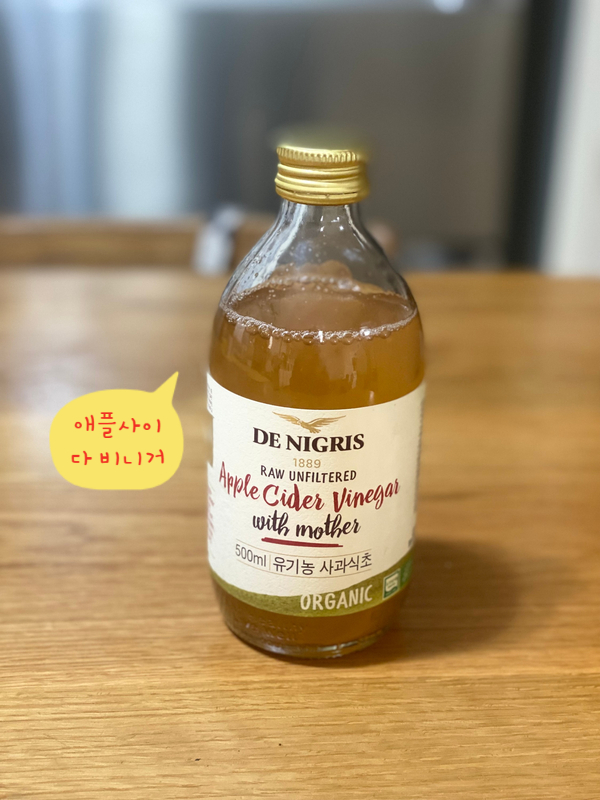 애플사이
다 비니거
DE NIGRIS
1889
RAW UNFILTERED
Apple Cider Vinegar
with mother
500ml 유기농 사과식초
ORGANIC